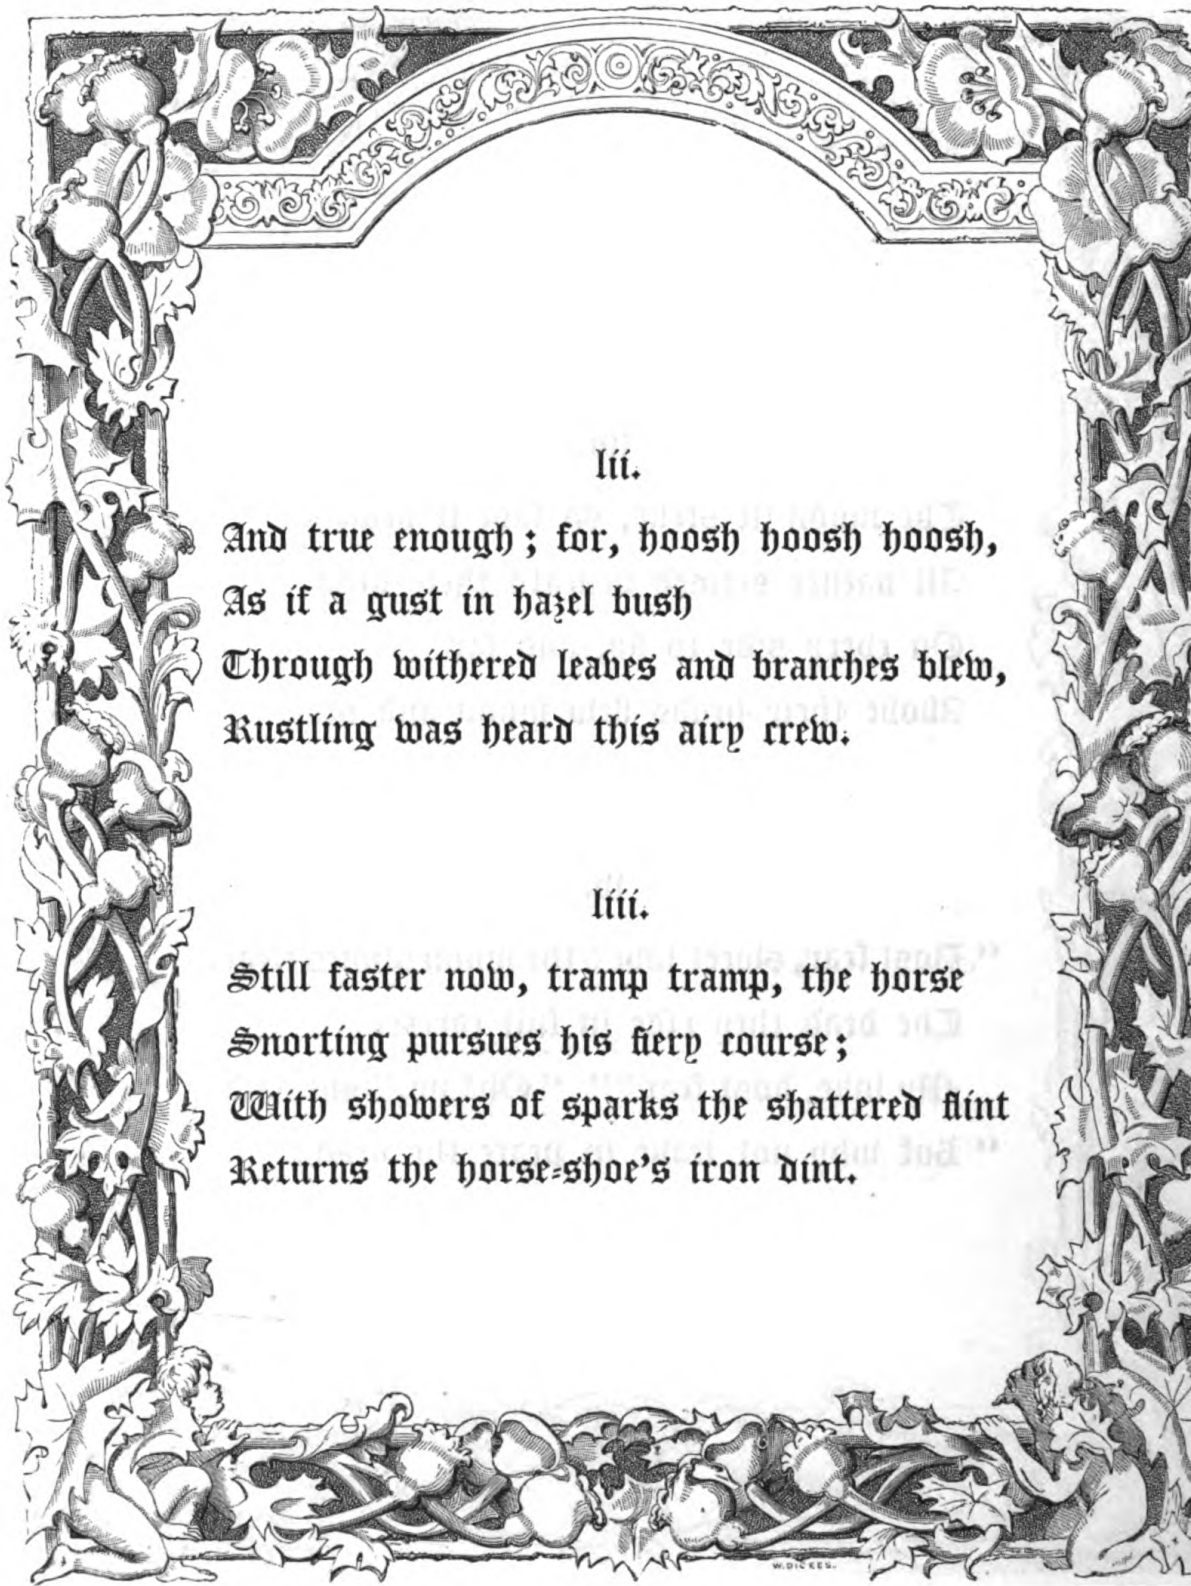 lii.
And true enough; for, hoosh hoosh hoosh,
As if a gust in hazel bush
Through withered leaves and branches blew,
Rustling was heard this airy crew.
liii.
Still faster now, tramp tramp, the horse
Snorting pursues his fiery course;
With showers of sparks the shattered flint
Returns the horse-shoe's iron dint.
W. DICKES.